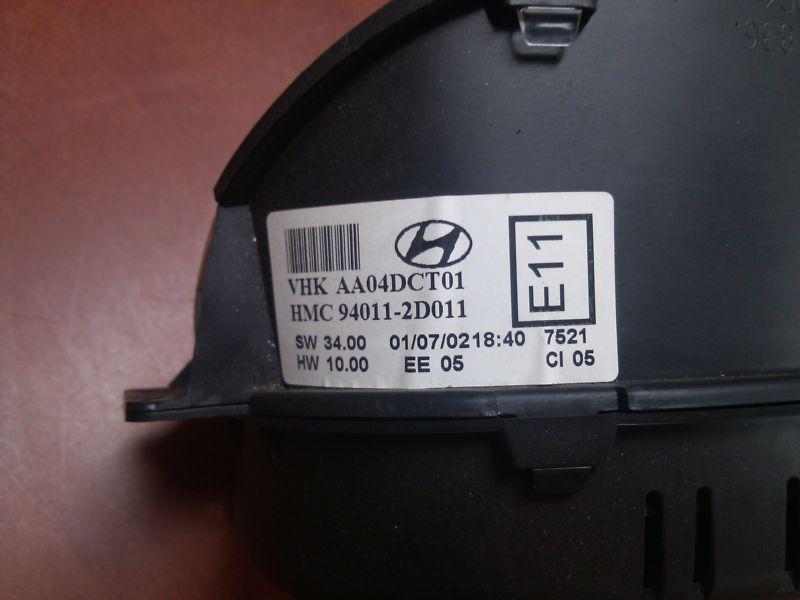 VHK AA04DCT01
HMC 94011-2D011
E11
SW 34.00 01/07/0218:40 7521
HW 10.00 EE 05 CI 05